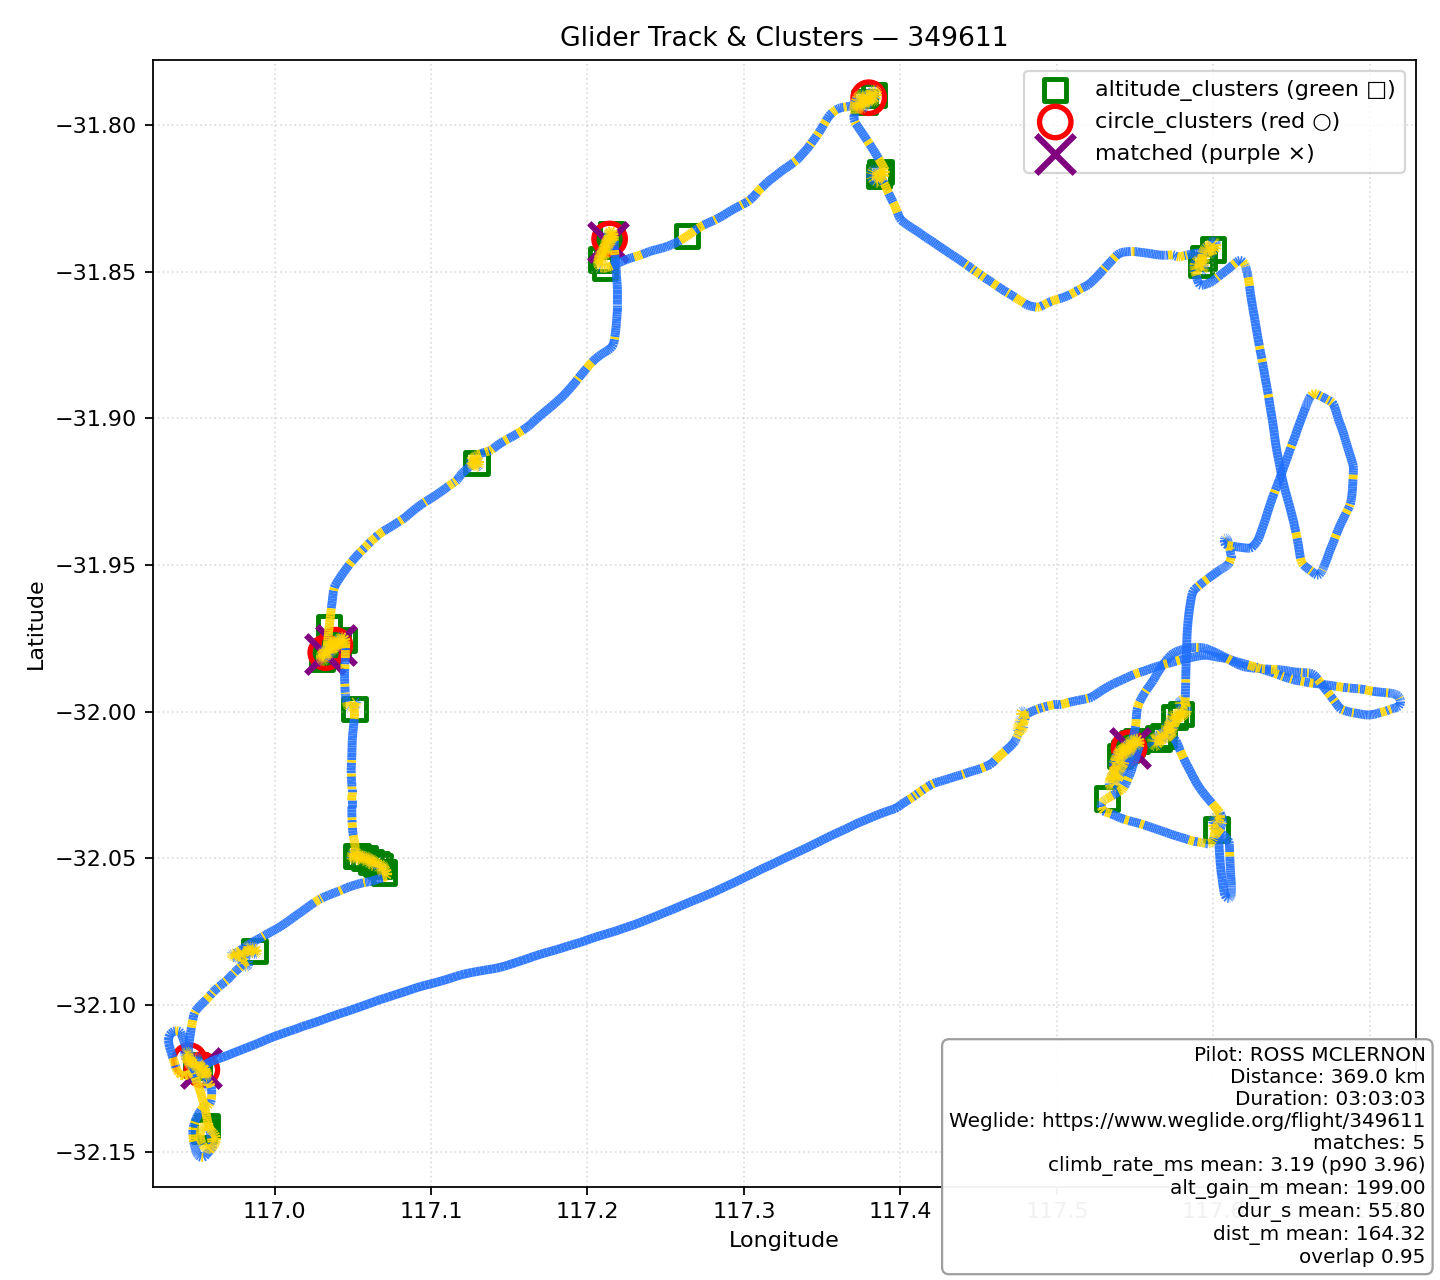 Glider Track & Clusters — 349611
altitude_clusters (green □)
circle_clusters (red ○)
matched (purple ×)
−31.80
−31.85
−31.90
−31.95
−32.00
−32.05
−32.10
−32.15
Latitude
117.0
117.1
117.2
117.3
117.4
117.5
Longitude
Pilot: ROSS MCLERNON
Distance: 369.0 km
Duration: 03:03:03
Weglide: https://www.weglide.org/flight/349611
matches: 5
climb_rate_ms mean: 3.19 (p90 3.96)
alt_gain_m mean: 199.00
dur_s mean: 55.80
dist_m mean: 164.32
overlap 0.95